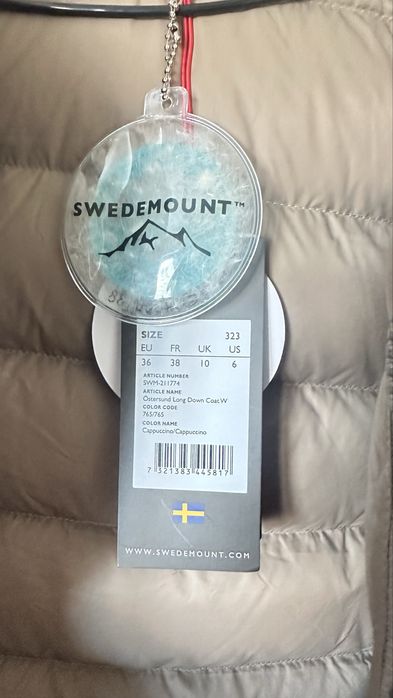 SWEDEMOUNT™
SIZE 323
EU FR UK US
36 38 10 6
ARTICLE NUMBER
SWM-211774
ARTICLE NAME
Östersund Long Down Coat W
COLOR CODE
765/765
COLOR NAME
Cappuccino/Cappuccino
7 321383 445817
WWW.SWEDEMOUNT.COM